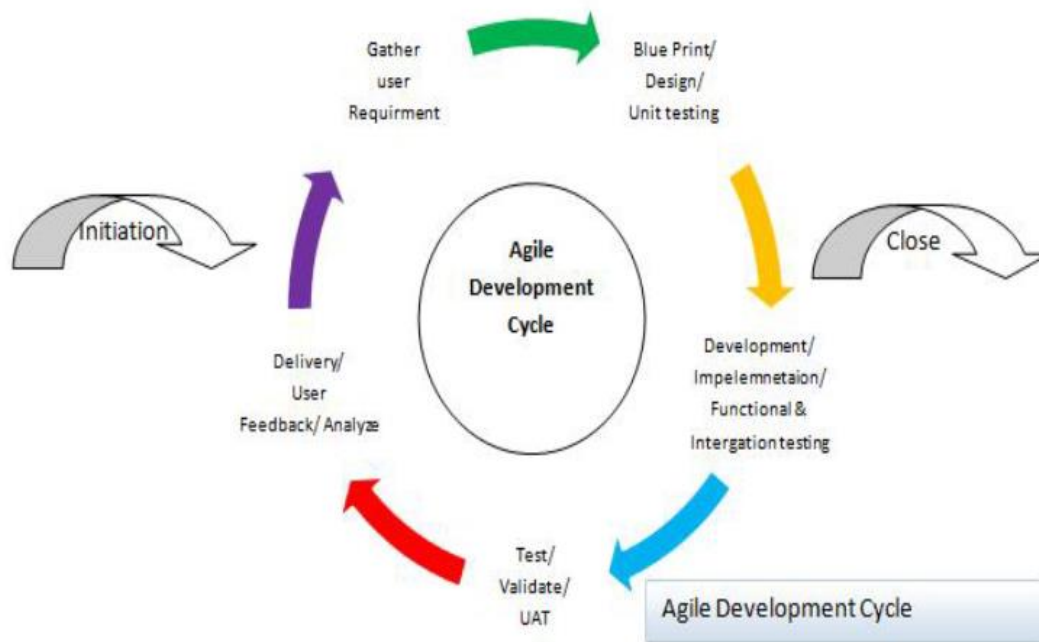 Gather
user
Requirment
Blue Print/
Design/
Unit testing
Initiation
Close
Agile
Development
Cycle
Delivery/
User
Feedback/ Analyze
Development/
Impelemnetaion/
Functional &
Intergation testing
Test/
Validate/
UAT
Agile Development Cycle